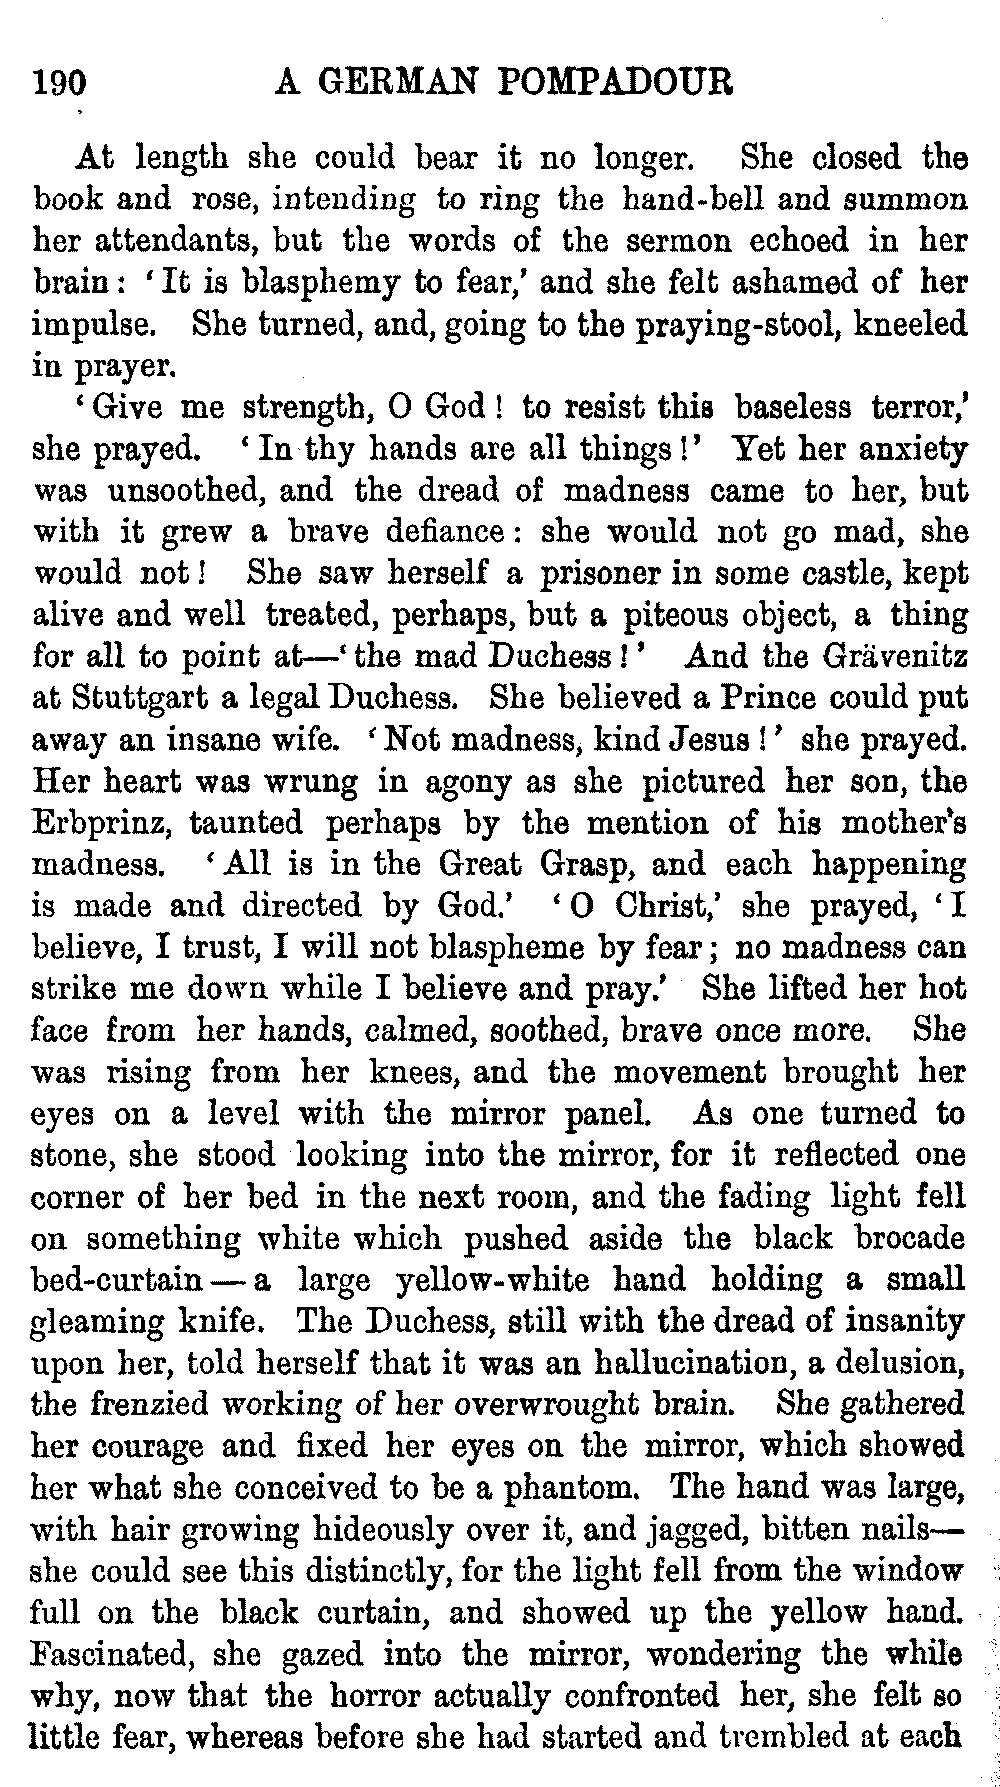 190 A GERMAN POMPADOUR
At length she could bear it no longer. She closed the
book and rose, intending to ring the hand-bell and summon
her attendants, but the words of the sermon echoed in her
brain: 'It is blasphemy to fear,' and she felt ashamed of her
impulse. She turned, and, going to the praying-stool, kneeled
in prayer.
'Give me strength, O God! to resist this baseless terror,'
she prayed. 'In thy hands are all things!' Yet her anxiety
was unsoothed, and the dread of madness came to her, but
with it grew a brave defiance: she would not go mad, she
would not! She saw herself a prisoner in some castle, kept
alive and well treated, perhaps, but a piteous object, a thing
for all to point at—'the mad Duchess!' And the Grävenitz
at Stuttgart a legal Duchess. She believed a Prince could put
away an insane wife. 'Not madness, kind Jesus!' she prayed.
Her heart was wrung in agony as she pictured her son, the
Erbprinz, taunted perhaps by the mention of his mother's
madness. 'All is in the Great Grasp, and each happening
is made and directed by God.' 'O Christ,' she prayed, 'I
believe, I trust, I will not blaspheme by fear; no madness can
strike me down while I believe and pray.' She lifted her hot
face from her hands, calmed, soothed, brave once more. She
was rising from her knees, and the movement brought her
eyes on a level with the mirror panel. As one turned to
stone, she stood looking into the mirror, for it reflected one
corner of her bed in the next room, and the fading light fell
on something white which pushed aside the black brocade
bed-curtain—a large yellow-white hand holding a small
gleaming knife. The Duchess, still with the dread of insanity
upon her, told herself that it was an hallucination, a delusion,
the frenzied working of her overwrought brain. She gathered
her courage and fixed her eyes on the mirror, which showed
her what she conceived to be a phantom. The hand was large,
with hair growing hideously over it, and jagged, bitten nails—
she could see this distinctly, for the light fell from the window
full on the black curtain, and showed up the yellow hand.
Fascinated, she gazed into the mirror, wondering the while
why, now that the horror actually confronted her, she felt so
little fear, whereas before she had started and trembled at each